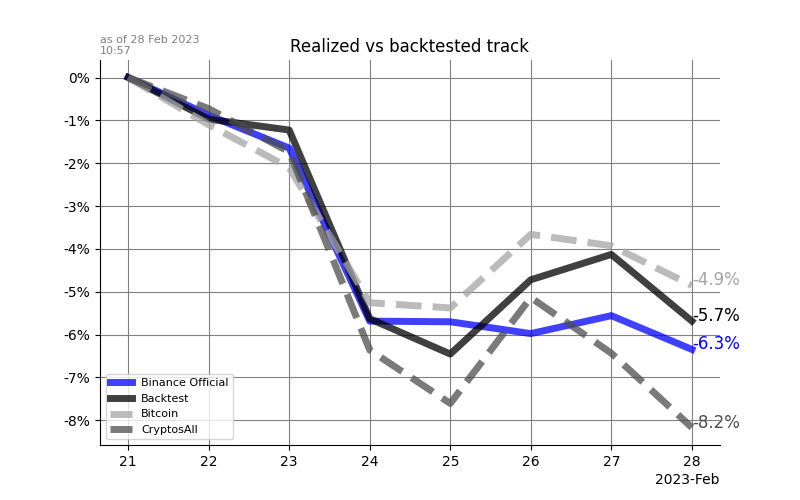 as of 28 Feb 2023
10:57
Realized vs backtested track
0%
-1%
-2%
-3%
-4%
-5%
-6%
-7%
-8%
-4.9%
-5.7%
-6.3%
-8.2%
Binance Official
Backtest
Bitcoin
CryptosAll
21 22 23 24 25 26 27 28
2023-Feb